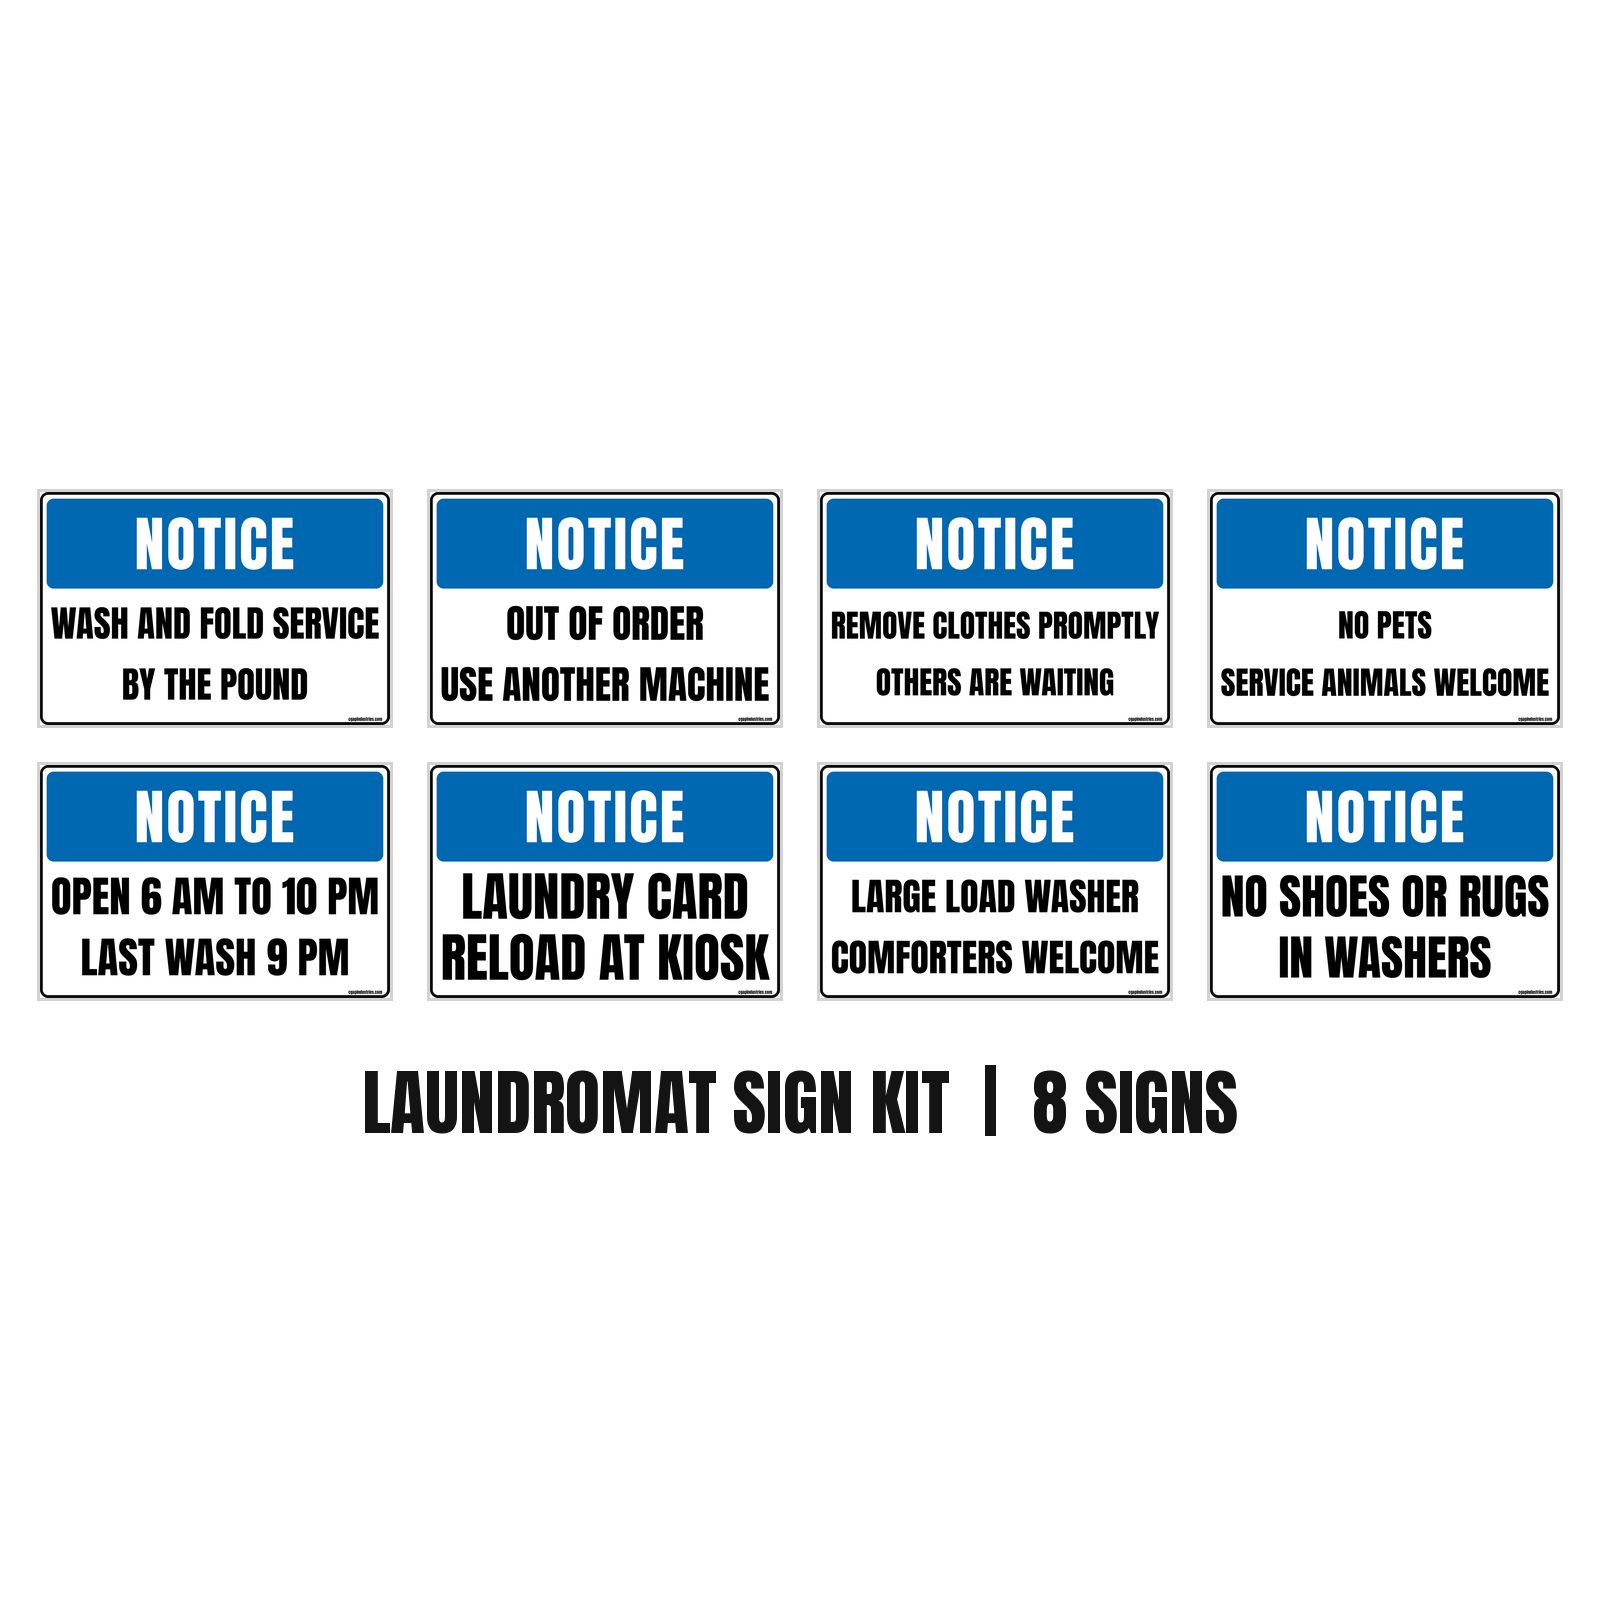 NOTICE
WASH AND FOLD SERVICE
BY THE POUND
NOTICE
OUT OF ORDER
USE ANOTHER MACHINE
NOTICE
REMOVE CLOTHES PROMPTLY
OTHERS ARE WAITING
NOTICE
NO PETS
SERVICE ANIMALS WELCOME
NOTICE
OPEN 6 AM TO 10 PM
LAST WASH 9 PM
NOTICE
LAUNDRY CARD
RELOAD AT KIOSK
NOTICE
LARGE LOAD WASHER
COMFORTERS WELCOME
NOTICE
NO SHOES OR RUGS
IN WASHERS
LAUNDROMAT SIGN KIT | 8 SIGNS